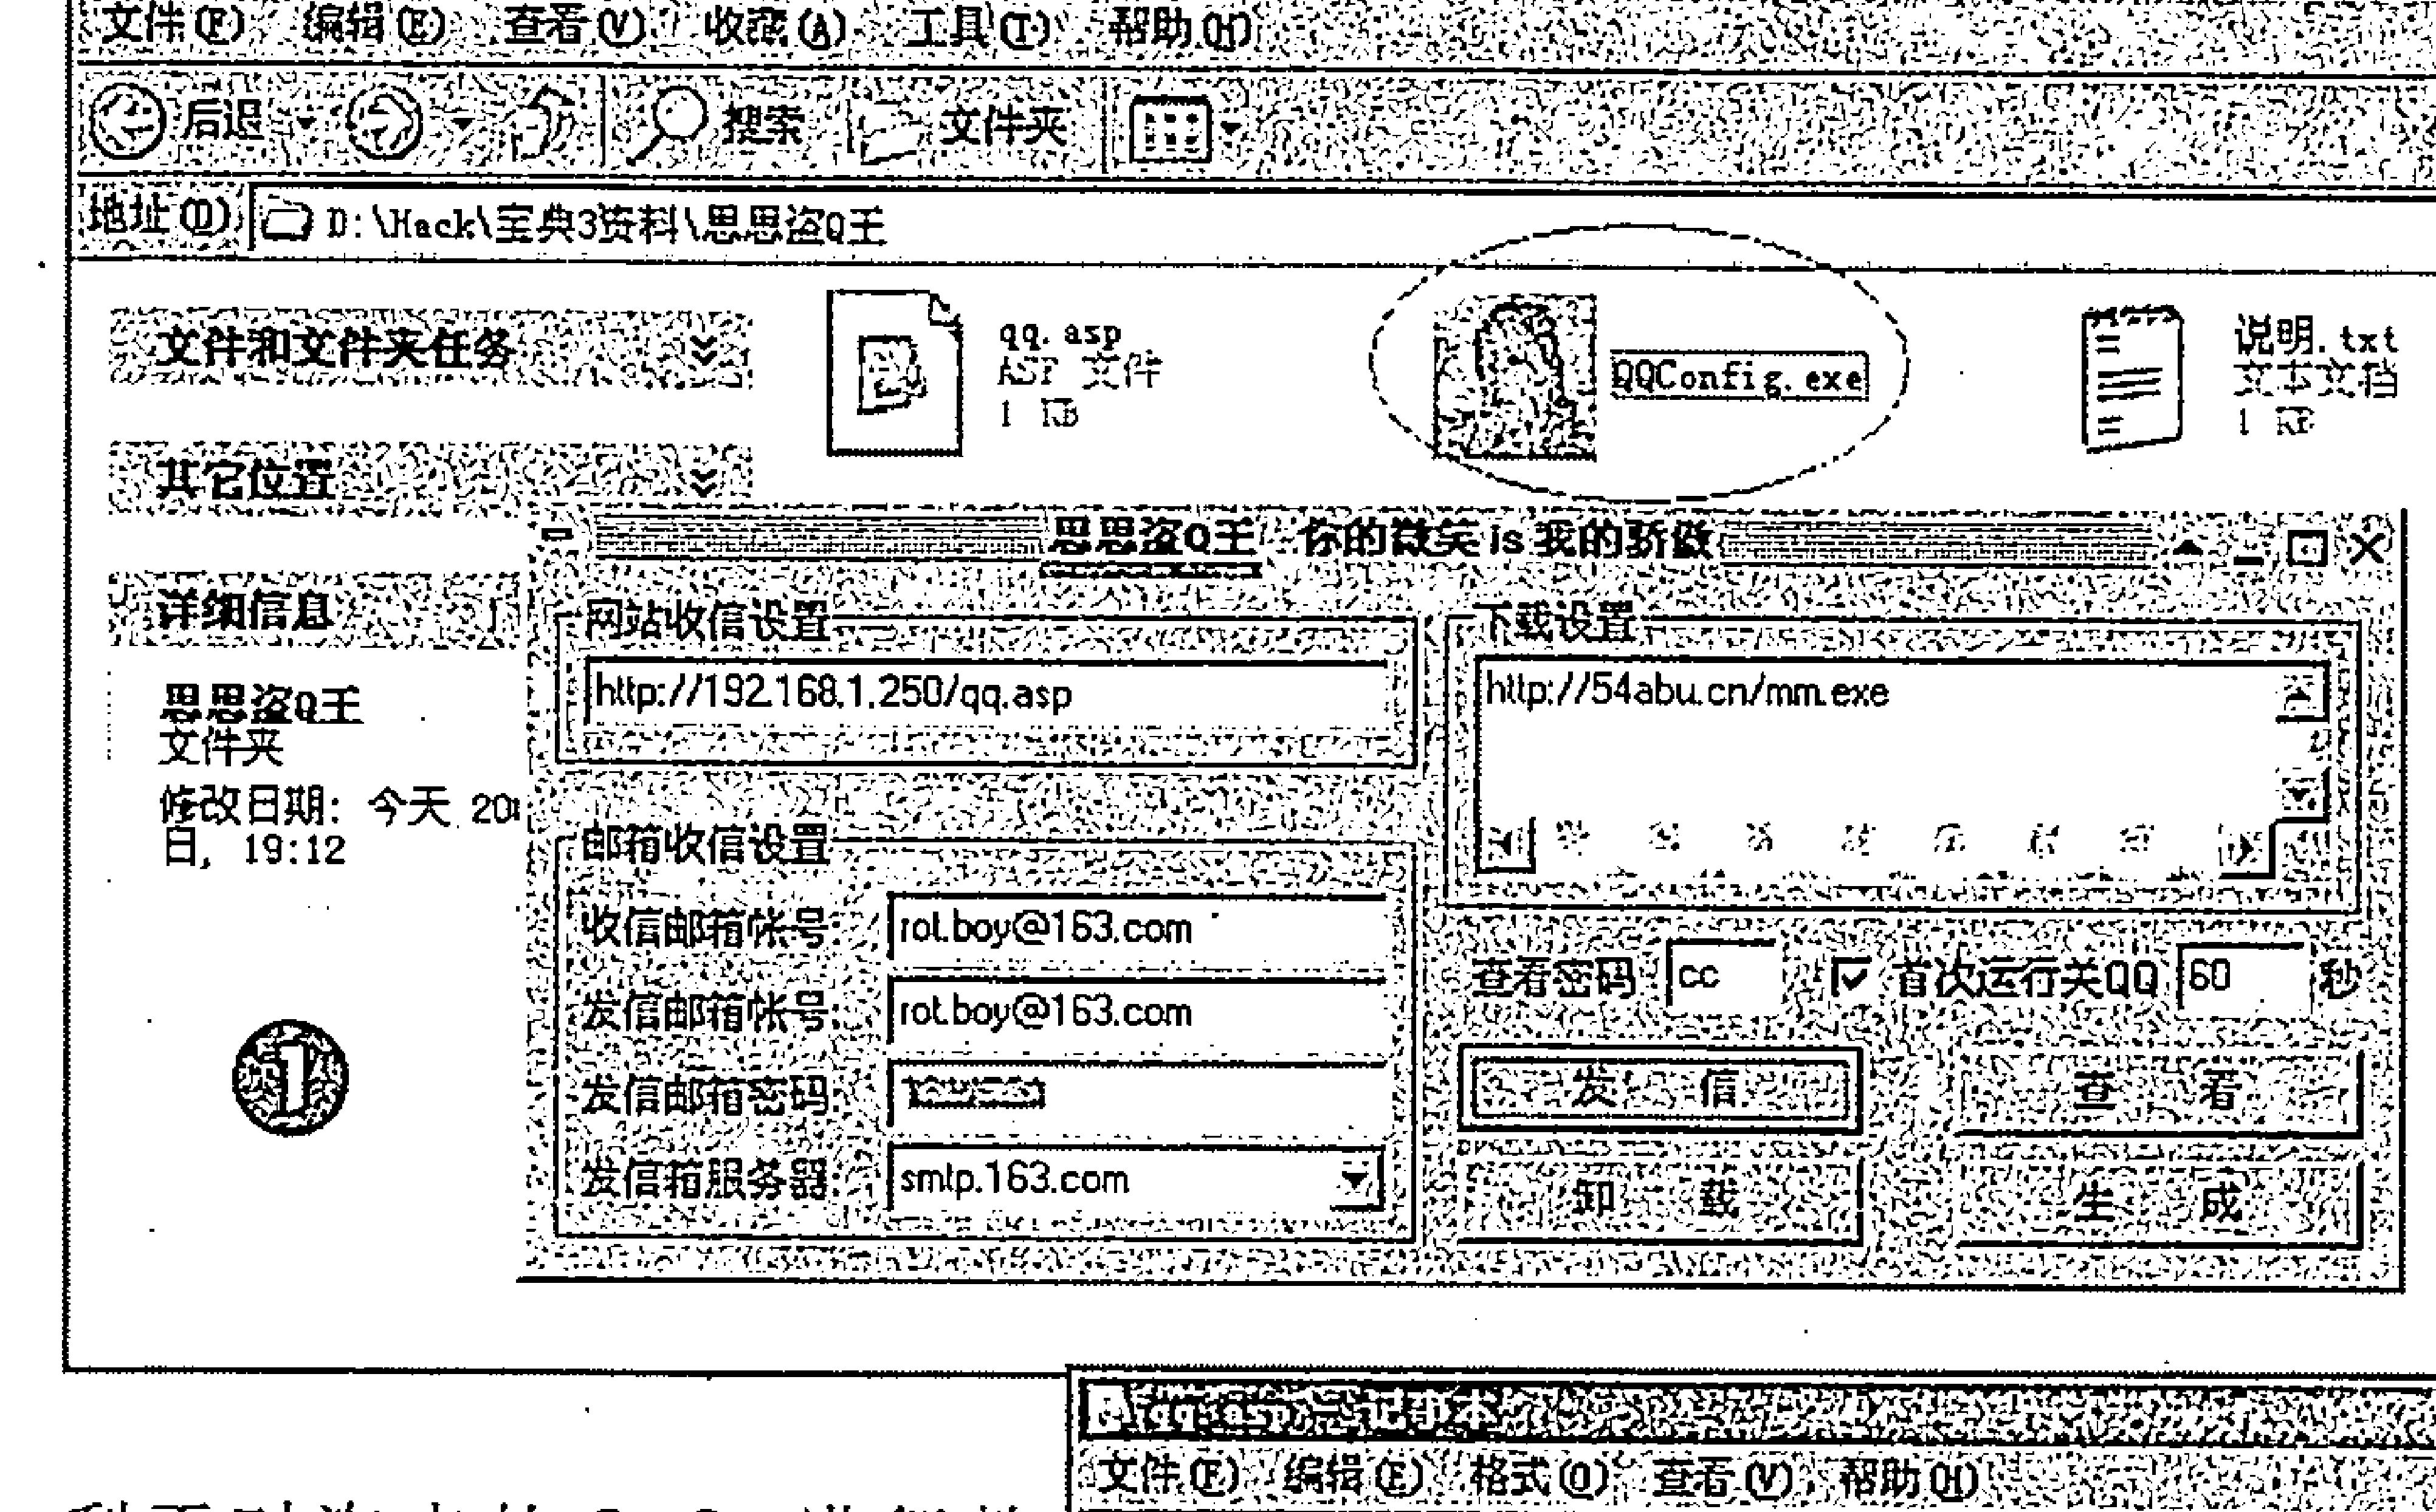 文件(F) 编辑(E) 查看(V) 收藏(A) 工具(T) 帮助(H)
后退 搜索 文件夹
地址(D) D:\Hack\宝典3资料\思思盗Q王
文件和文件夹任务
qq.asp
ASP 文件
1 KB
QQConfig.exe
说明.txt
文本文档
1 KB
其它位置
详细信息
思思盗Q王
文件夹
修改日期: 今天 20
日, 19:12
1
思思盗Q王 你的微笑 is 我的骄傲
网站收信设置
http://192.168.1.250/qq.asp
下载设置
http://54abu.cn/mm.exe
邮箱收信设置
收信邮箱帐号 rot.boy@163.com
发信邮箱帐号 rot.boy@163.com
发信邮箱密码
发信箱服务器 smtp.163.com
查看密码 cc 首次运行关QQ 60 秒
发 信 查 看
卸 载 生 成
qq.asp - 记事本
文件(F) 编辑(E) 格式(O) 查看(V) 帮助(H)